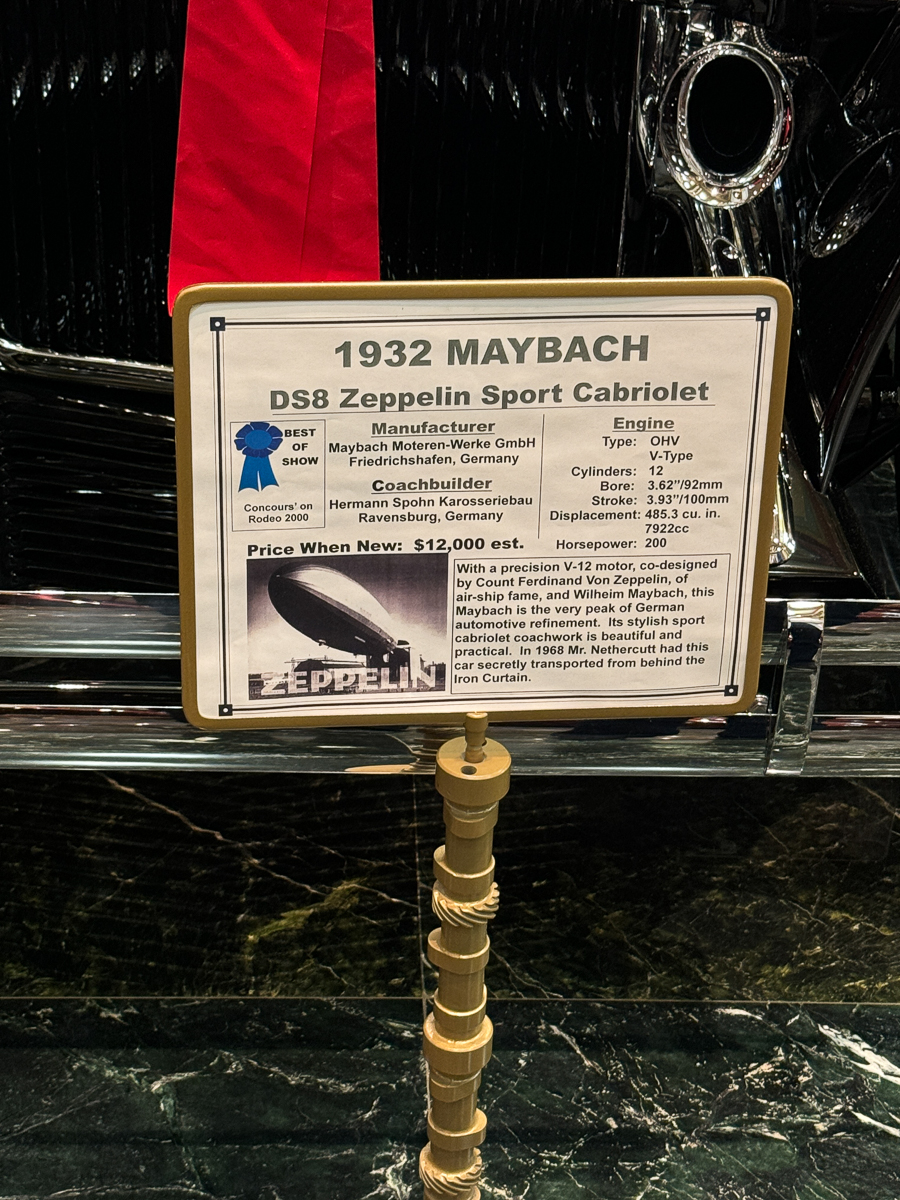 1932 MAYBACH
DS8 Zeppelin Sport Cabriolet
BEST
OF
SHOW
Concours' on
Rodeo 2000
Manufacturer
Maybach Moteren-Werke GmbH
Friedrichshafen, Germany
Coachbuilder
Hermann Spohn Karosseriebau
Ravensburg, Germany
Engine
Type: OHV
V-Type
Cylinders: 12
Bore: 3.62"/92mm
Stroke: 3.93"/100mm
Displacement: 485.3 cu. in.
7922cc
Horsepower: 200
Price When New: $12,000 est.
ZEPPELIN
With a precision V-12 motor, co-designed
by Count Ferdinand Von Zeppelin, of
air-ship fame, and Wilheim Maybach, this
Maybach is the very peak of German
automotive refinement. Its stylish sport
cabriolet coachwork is beautiful and
practical. In 1968 Mr. Nethercutt had this
car secretly transported from behind the
Iron Curtain.